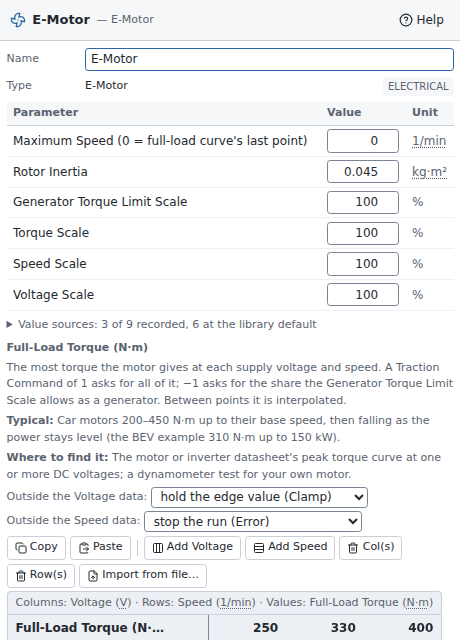 E-Motor — E-Motor
Help
Name E-Motor
Type E-Motor ELECTRICAL
Parameter Value Unit
Maximum Speed (0 = full-load curve's last point) 0 1/min
Rotor Inertia 0.045 kg·m²
Generator Torque Limit Scale 100 %
Torque Scale 100 %
Speed Scale 100 %
Voltage Scale 100 %
Value sources: 3 of 9 recorded, 6 at the library default
Full-Load Torque (N·m)
The most torque the motor gives at each supply voltage and speed. A Traction
Command of 1 asks for all of it; −1 asks for the share the Generator Torque Limit
Scale allows as a generator. Between points it is interpolated.
Typical: Car motors 200–450 N·m up to their base speed, then falling as the
power stays level (the BEV example 310 N·m up to 150 kW).
Where to find it: The motor or inverter datasheet's peak torque curve at one
or more DC voltages; a dynamometer test for your own motor.
Outside the Voltage data: hold the edge value (Clamp)
Outside the Speed data: stop the run (Error)
Copy Paste Add Voltage Add Speed Col(s)
Row(s) Import from file…
Columns: Voltage (V) · Rows: Speed (1/min) · Values: Full-Load Torque (N·m)
Full-Load Torque (N·… 250 330 400